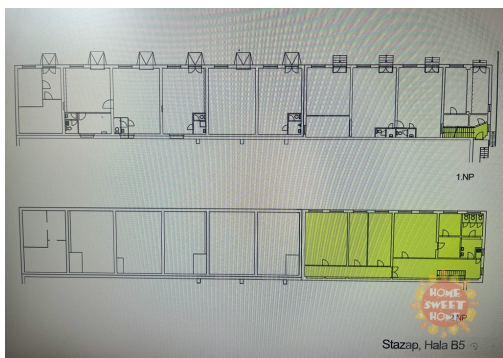 1.NP
HOME
SWEET
HOME
2.NP
Stazap, Hala B5